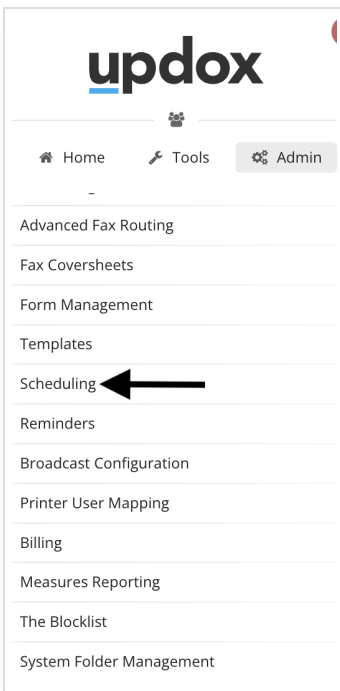 updox
Home Tools Admin
Advanced Fax Routing
Fax Coversheets
Form Management
Templates
Scheduling
Reminders
Broadcast Configuration
Printer User Mapping
Billing
Measures Reporting
The Blocklist
System Folder Management